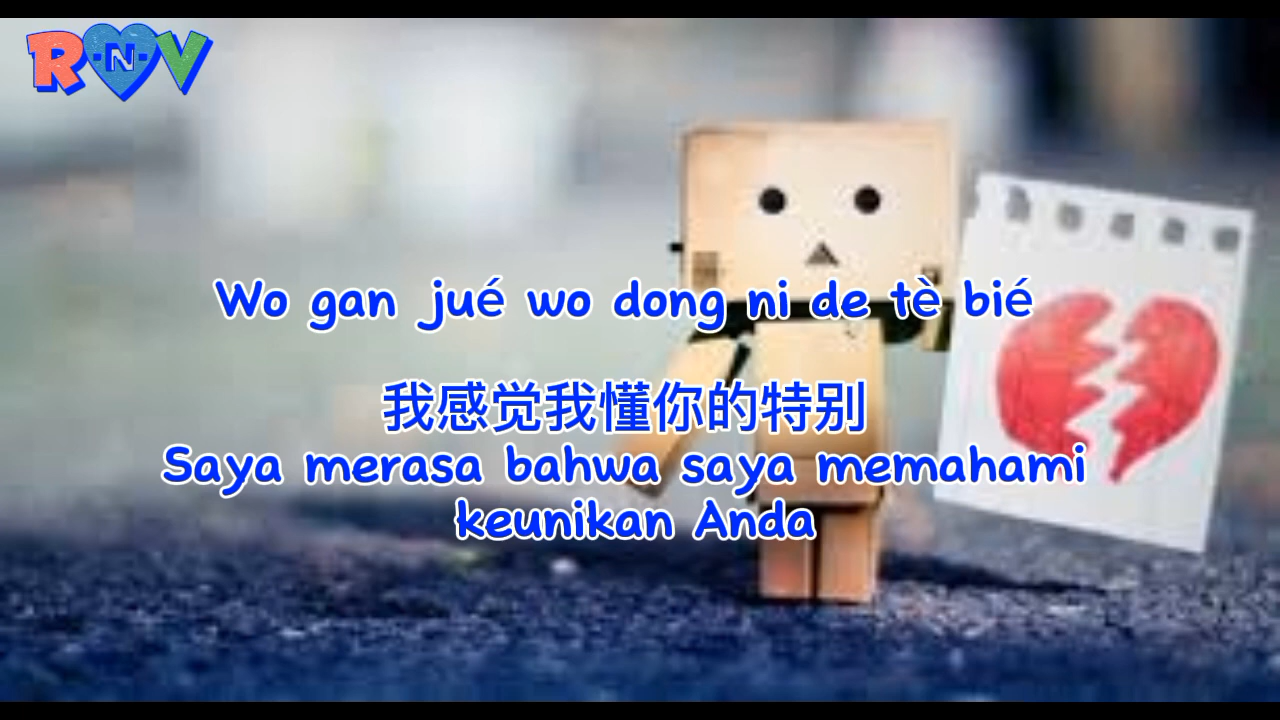 R-N-V
Wo gan jué wo dong ni de tè bié
我感觉我懂你的特别
Saya merasa bahwa saya memahami
keunikan Anda